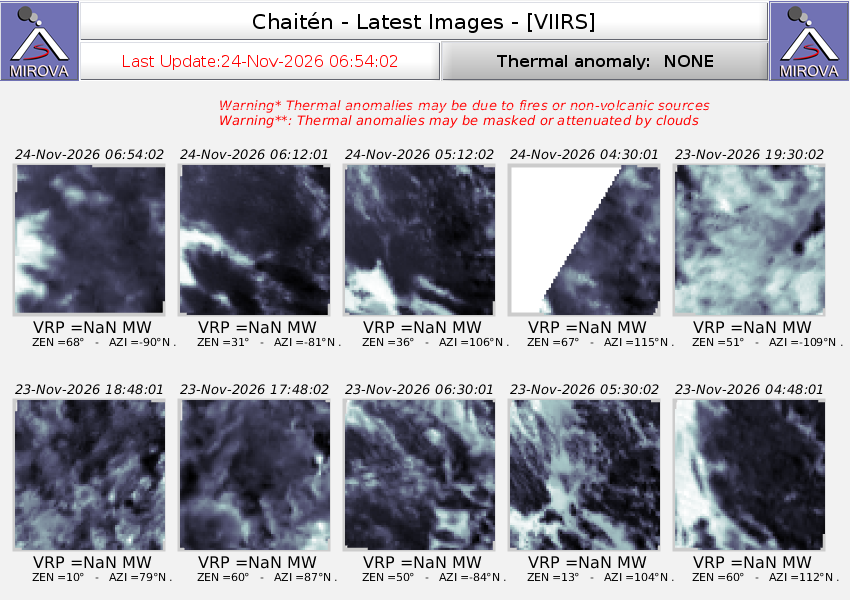 Chaitén - Latest Images - [VIIRS]
MIROVA
Last Update:24-Nov-2026 06:54:02
Thermal anomaly: NONE
MIROVA
Warning* Thermal anomalies may be due to fires or non-volcanic sources
Warning**: Thermal anomalies may be masked or attenuated by clouds
24-Nov-2026 06:54:02 24-Nov-2026 06:12:01 24-Nov-2026 05:12:02 24-Nov-2026 04:30:01 23-Nov-2026 19:30:02
VRP =NaN MW VRP =NaN MW VRP =NaN MW VRP =NaN MW VRP =NaN MW
ZEN =68° - AZI =-90°N . ZEN =31° - AZI =-81°N . ZEN =36° - AZI =106°N . ZEN =67° - AZI =115°N . ZEN =51° - AZI =-109°N .
23-Nov-2026 18:48:01 23-Nov-2026 17:48:02 23-Nov-2026 06:30:01 23-Nov-2026 05:30:02 23-Nov-2026 04:48:01
VRP =NaN MW VRP =NaN MW VRP =NaN MW VRP =NaN MW VRP =NaN MW
ZEN =10° - AZI =79°N . ZEN =60° - AZI =87°N . ZEN =50° - AZI =-84°N . ZEN =13° - AZI =104°N . ZEN =60° - AZI =112°N .